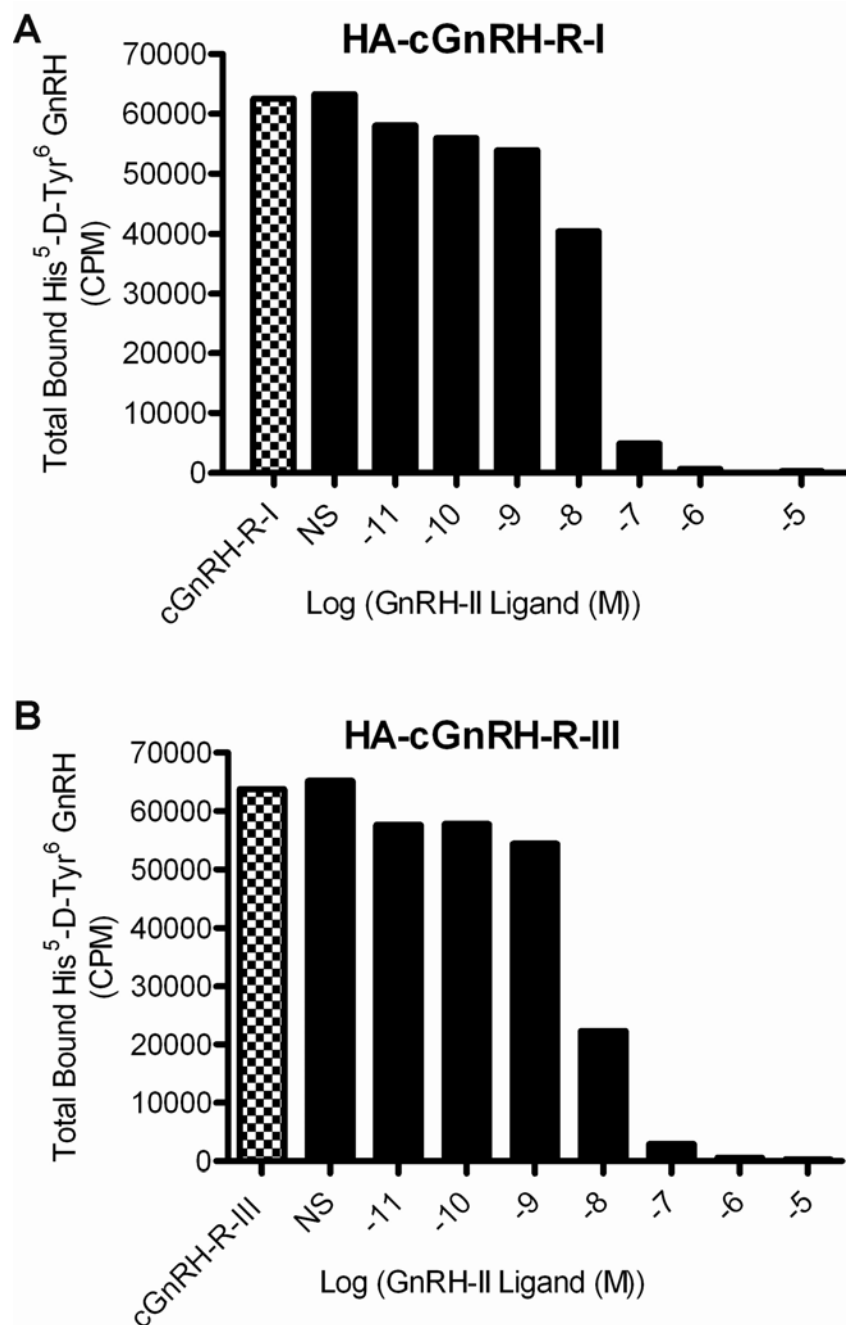 A
HA-cGnRH-R-I
Total Bound His5-D-Tyr6 GnRH
(CPM)
70000
60000
50000
40000
30000
20000
10000
0
cGnRH-R-I
NS
-11
-10
-9
-8
-7
-6
-5
Log (GnRH-II Ligand (M))
B
HA-cGnRH-R-III
Total Bound His5-D-Tyr6 GnRH
(CPM)
70000
60000
50000
40000
30000
20000
10000
0
cGnRH-R-III
NS
-11
-10
-9
-8
-7
-6
-5
Log (GnRH-II Ligand (M))